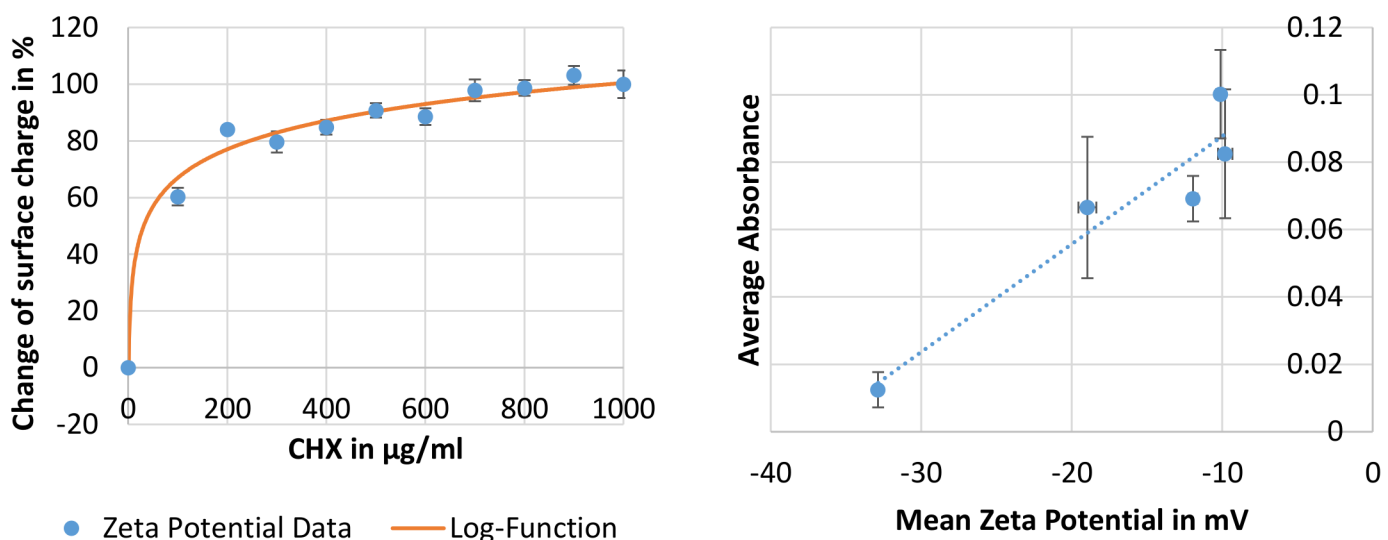 Change of surface charge in %
120
100
80
60
40
20
0
-20
0 200 400 600 800 1000
CHX in µg/ml
Zeta Potential Data Log-Function
Average Absorbance
0.12
0.1
0.08
0.06
0.04
0.02
0
-40 -30 -20 -10 0
Mean Zeta Potential in mV